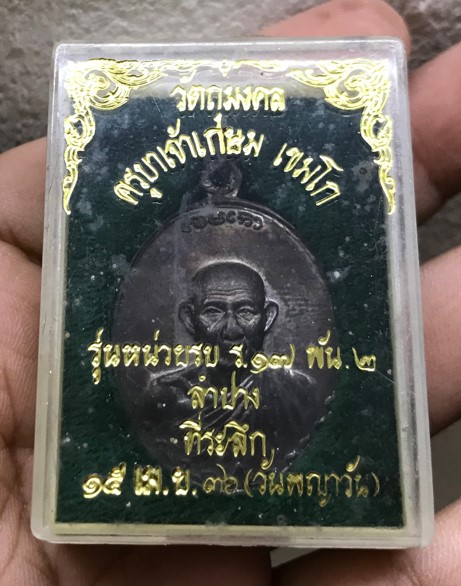 วัตถุมงคล
ครูบาเจ้าเกษม เขมโก
รุ่นหน่วยรบ ร.๑๗ พัน.๒
ลำปาง
ที่ระลึก
๑๕ เม.ย.๓๖ (วันพญาวัน)